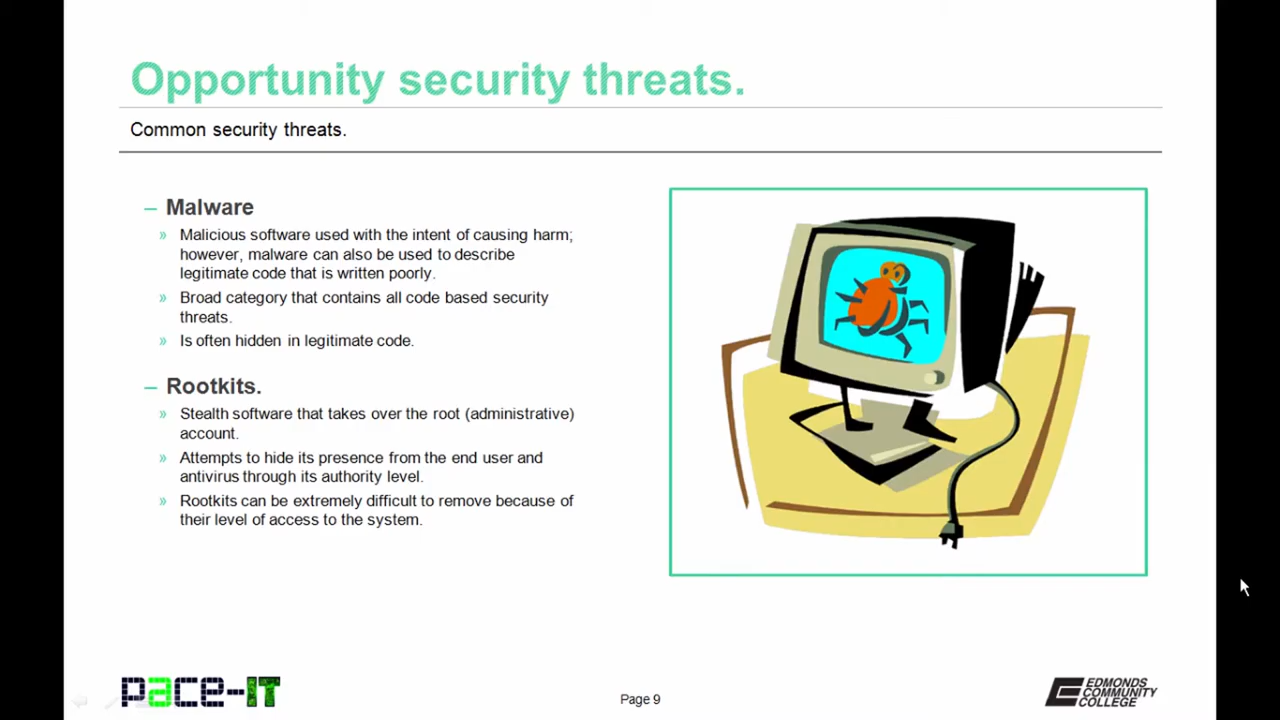 Opportunity security threats.
Common security threats.
– Malware
» Malicious software used with the intent of causing harm;
however, malware can also be used to describe
legitimate code that is written poorly.
» Broad category that contains all code based security
threats.
» Is often hidden in legitimate code.
– Rootkits.
» Stealth software that takes over the root (administrative)
account.
» Attempts to hide its presence from the end user and
antivirus through its authority level.
» Rootkits can be extremely difficult to remove because of
their level of access to the system.
pace-IT
Page 9
EDMONDS
COMMUNITY
COLLEGE